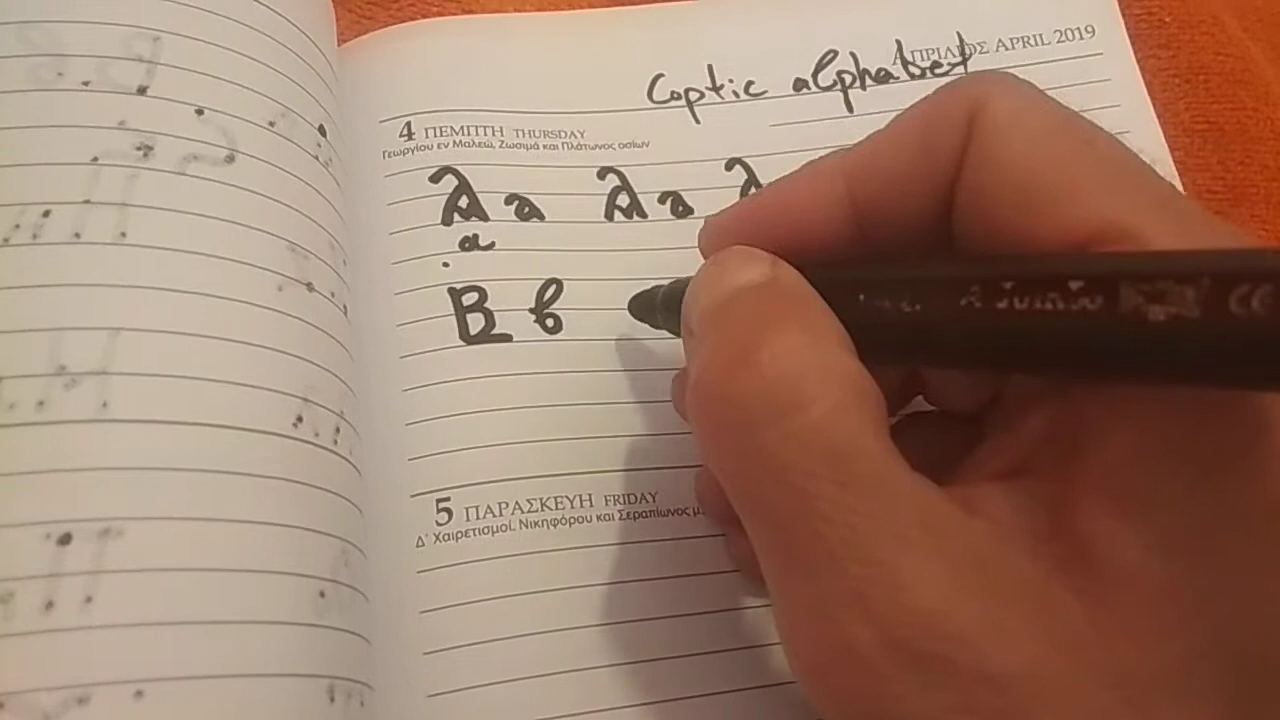 ΑΠΡΙΛΙΟΣ APRIL 2019
Coptic alphabet
4 ΠΕΜΠΤΗ THURSDAY
Γεωργίου εν Μαλεώ, Ζωσιμά και Πλάτωνος οσίων
Ⲁ ⲁ Ⲁ ⲁ Ⲁ
a
Ⲃ ⲃ
5 ΠΑΡΑΣΚΕΥΗ FRIDAY
Δ΄ Χαιρετισμοί. Νικηφόρου και Σεραπίωνος μ.